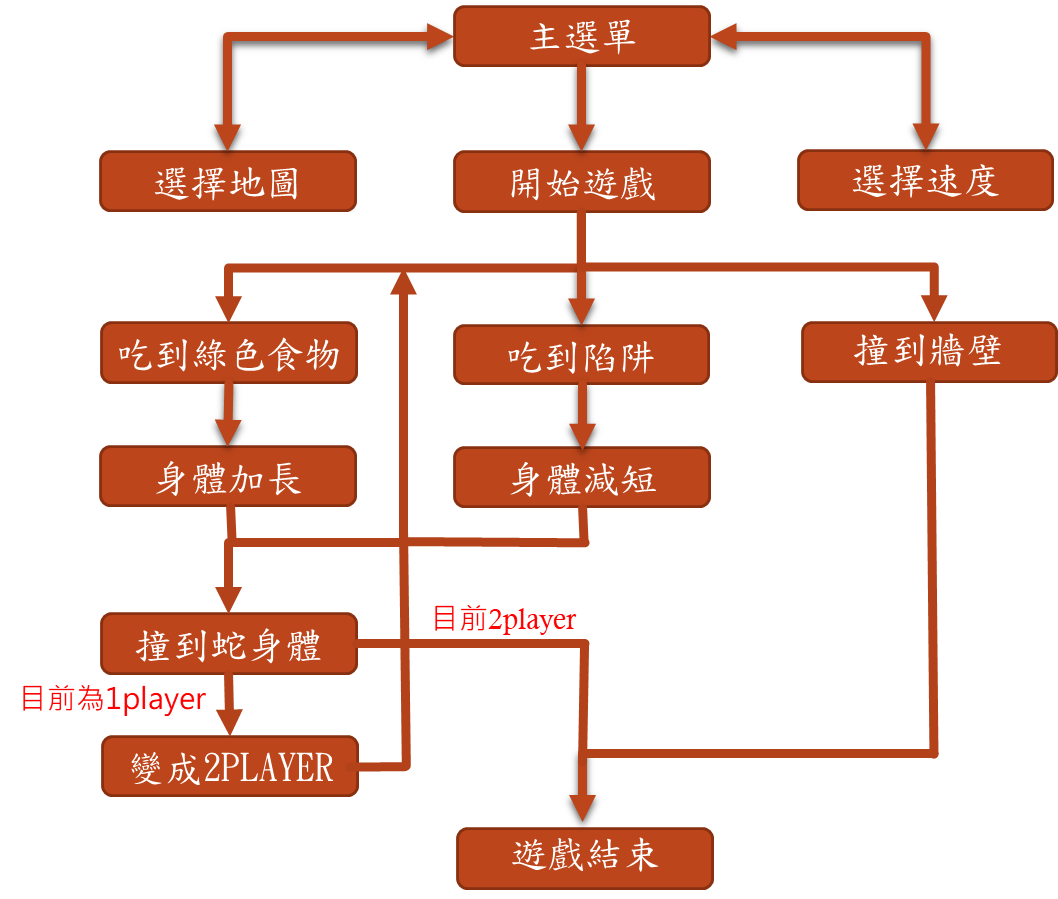 主選單
選擇地圖
開始遊戲
選擇速度
吃到綠色食物
吃到陷阱
撞到牆壁
身體加長
身體減短
目前2player
撞到蛇身體
目前為1player
變成2PLAYER
遊戲結束